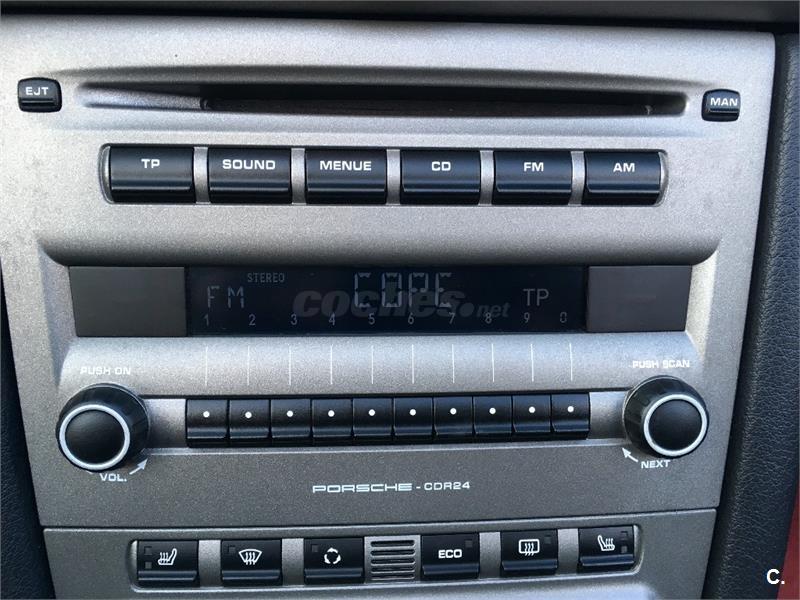 EJT
MAN
TP SOUND MENUE CD FM AM
STEREO
FM COPE TP
coches.net
1 2 3 4 5 6 7 8 9 0
PUSH ON PUSH SCAN
VOL. NEXT
PORSCHE - CDR24
ECO
C.